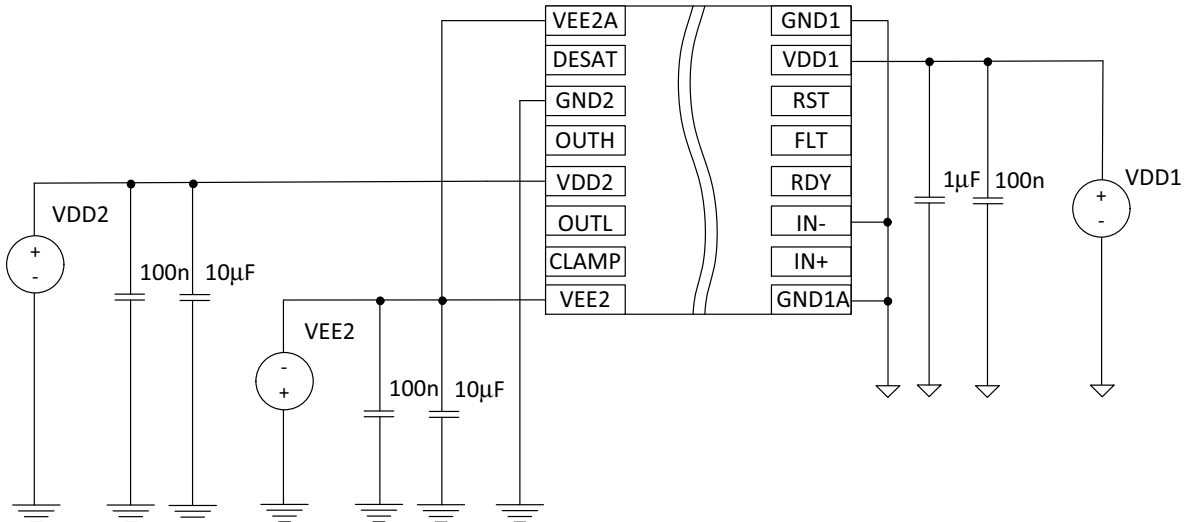 VEE2A
DESAT
GND2
OUTH
VDD2
OUTL
CLAMP
VEE2
GND1
VDD1
RST
FLT
RDY
IN-
IN+
GND1A
VDD2
+
-
100n
10μF
VEE2
-
+
100n
10μF
1μF
100n
VDD1
+
-